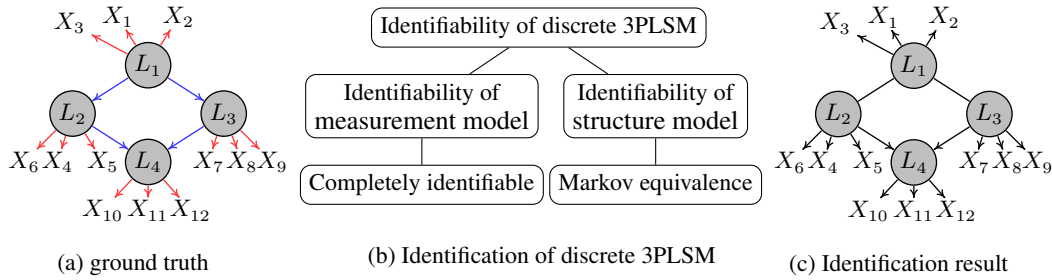 X3 X1 X2
L1
L2 L3
X6 X4 X5 L4 X7 X8 X9
X10 X11 X12
(a) ground truth
Identifiability of discrete 3PLSM
Identifiability of
measurement model
Identifiability of
structure model
Completely identifiable
Markov equivalence
(b) Identification of discrete 3PLSM
X3 X1 X2
L1
L2 L3
X6 X4 X5 L4 X7 X8 X9
X10 X11 X12
(c) Identification result